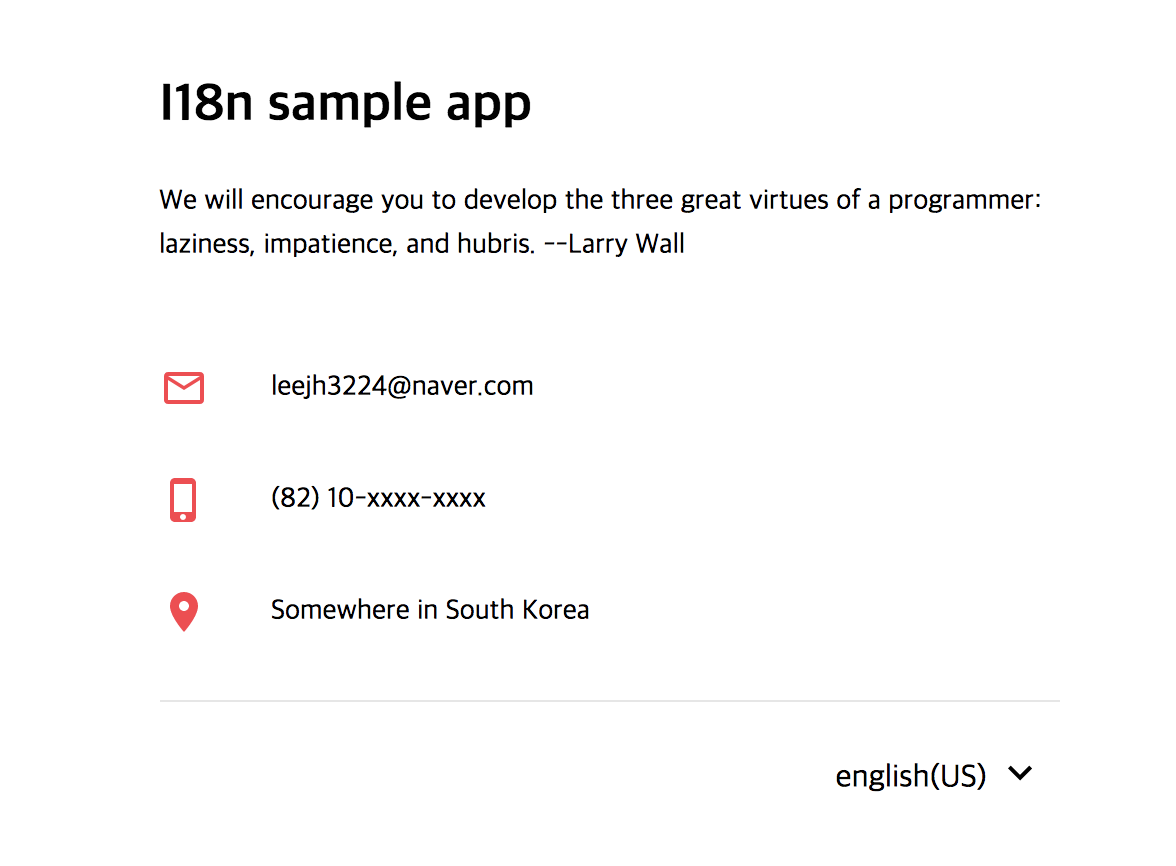 I18n sample app
We will encourage you to develop the three great virtues of a programmer:
laziness, impatience, and hubris. --Larry Wall
leejh3224@naver.com
(82) 10-xxxx-xxxx
Somewhere in South Korea
english(US)